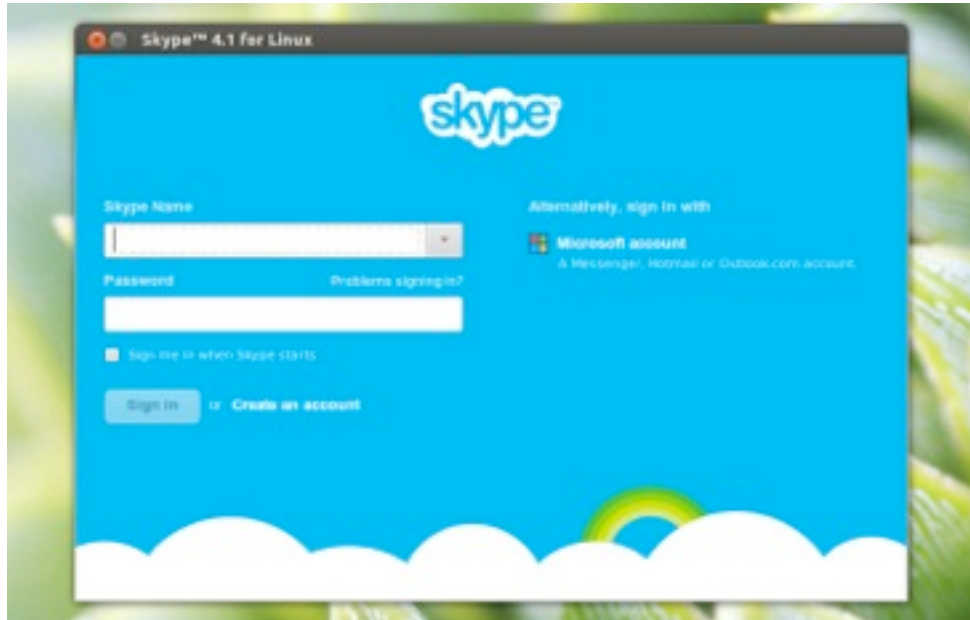 Skype™ 4.1 for Linux
skype™
Skype Name
Password
Problems signing in?
Sign me in when Skype starts
Sign in or Create an account
Alternatively, sign in with
Microsoft account
A Messenger, Hotmail or Outlook.com account.